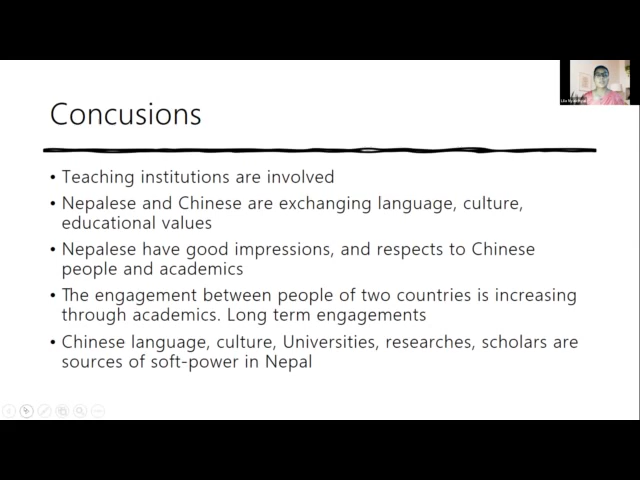 Concusions
• Teaching institutions are involved
• Nepalese and Chinese are exchanging language, culture,
educational values
• Nepalese have good impressions, and respects to Chinese
people and academics
• The engagement between people of two countries is increasing
through academics. Long term engagements
• Chinese language, culture, Universities, researches, scholars are
sources of soft-power in Nepal